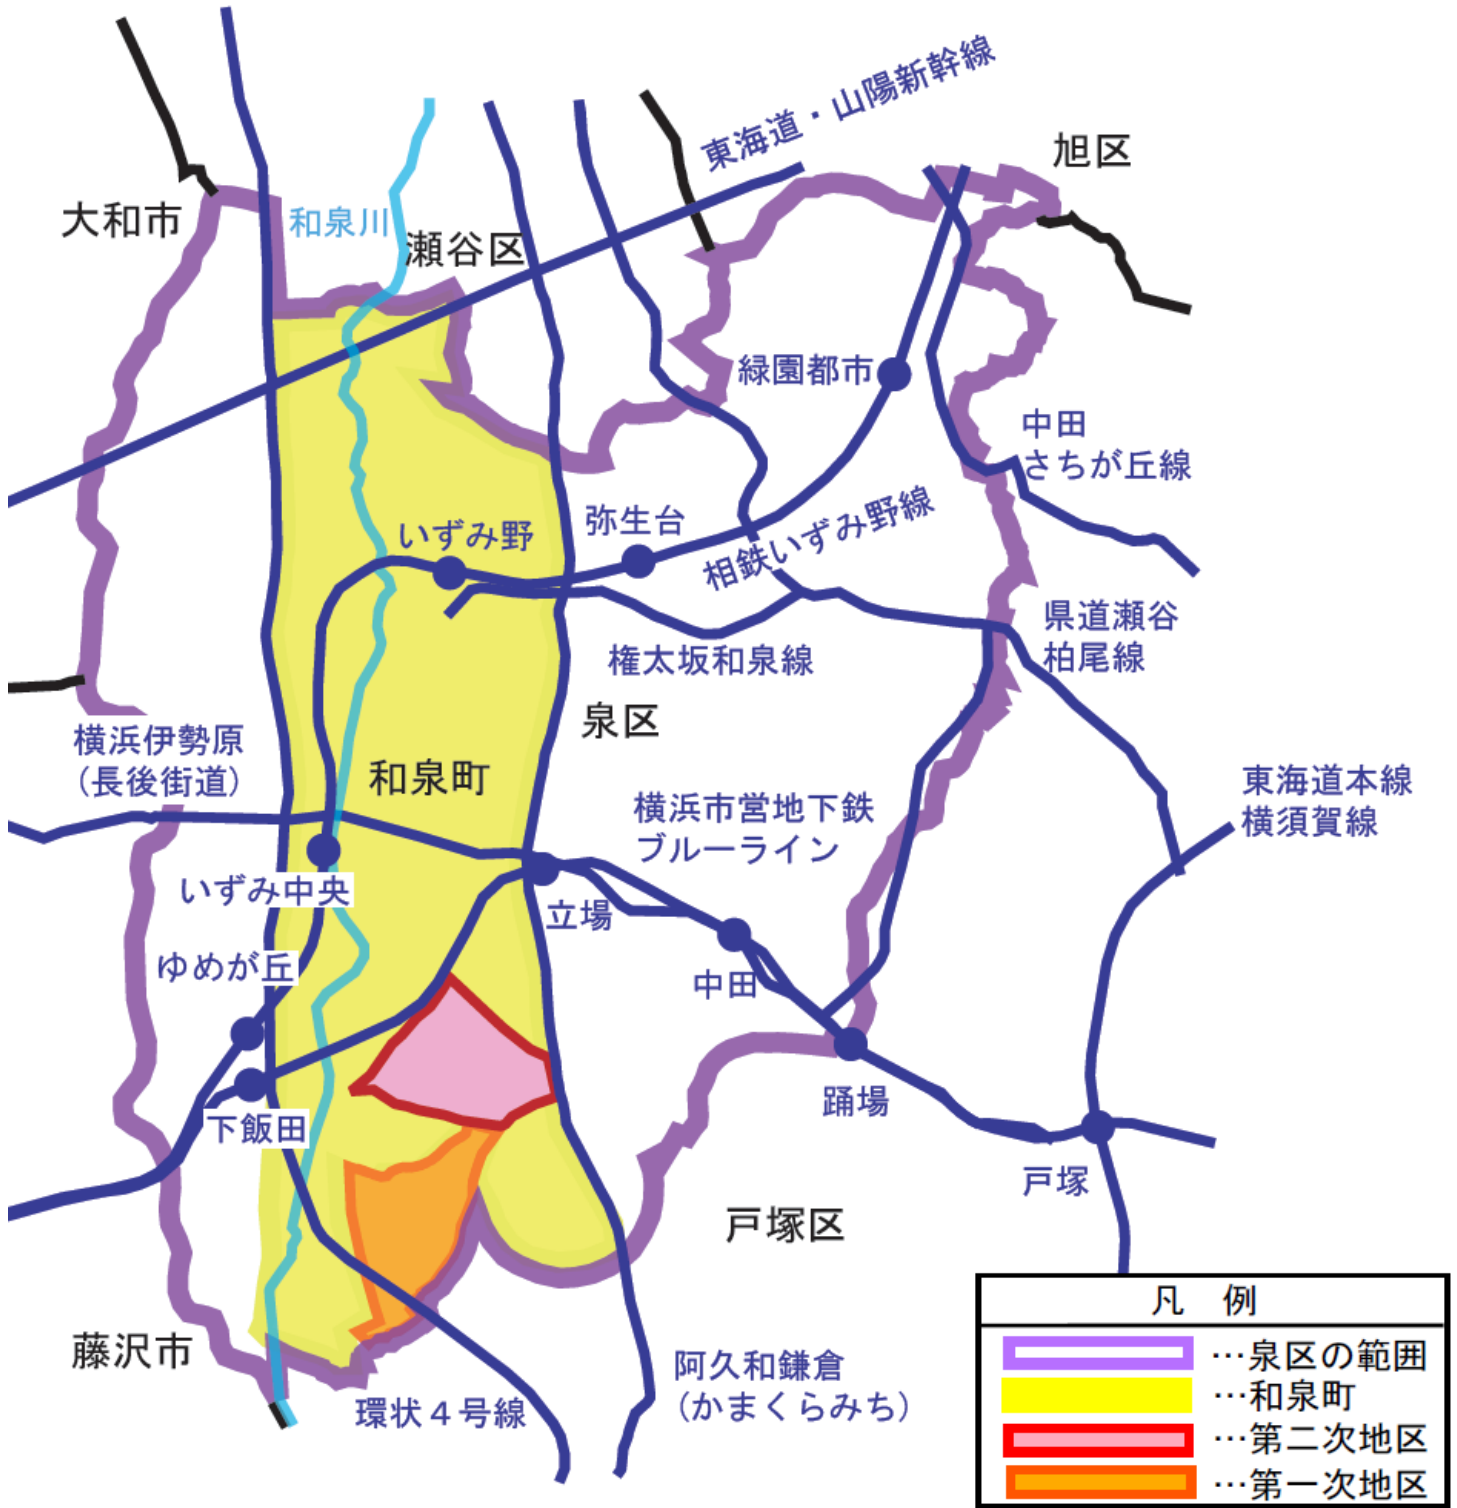 東海道・山陽新幹線
旭区
大和市
和泉川
瀬谷区
緑園都市
中田
さちが丘線
いずみ野
弥生台
相鉄いずみ野線
県道瀬谷
柏尾線
権太坂和泉線
泉区
横浜伊勢原
(長後街道)
和泉町
横浜市営地下鉄
ブルーライン
東海道本線
横須賀線
いずみ中央
立場
ゆめが丘
中田
踊場
下飯田
戸塚
戸塚区
藤沢市
阿久和鎌倉
(かまくらみち)
環状4号線
凡 例
…泉区の範囲
…和泉町
…第二次地区
…第一次地区